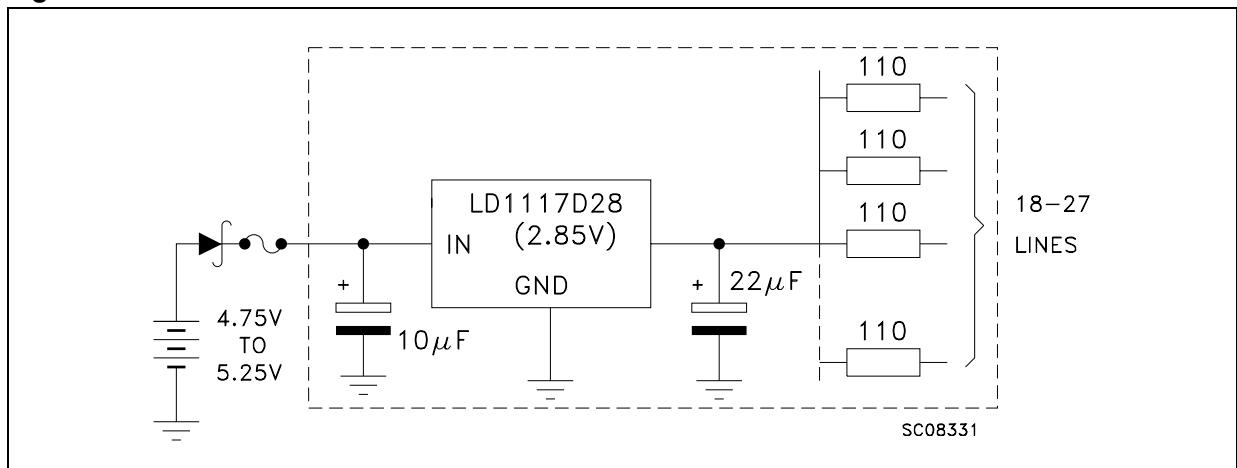 110
110
110
110
18-27
LINES
LD1117D28
(2.85V)
IN
GND
+
10μF
+
22μF
4.75V
TO
5.25V
SC08331